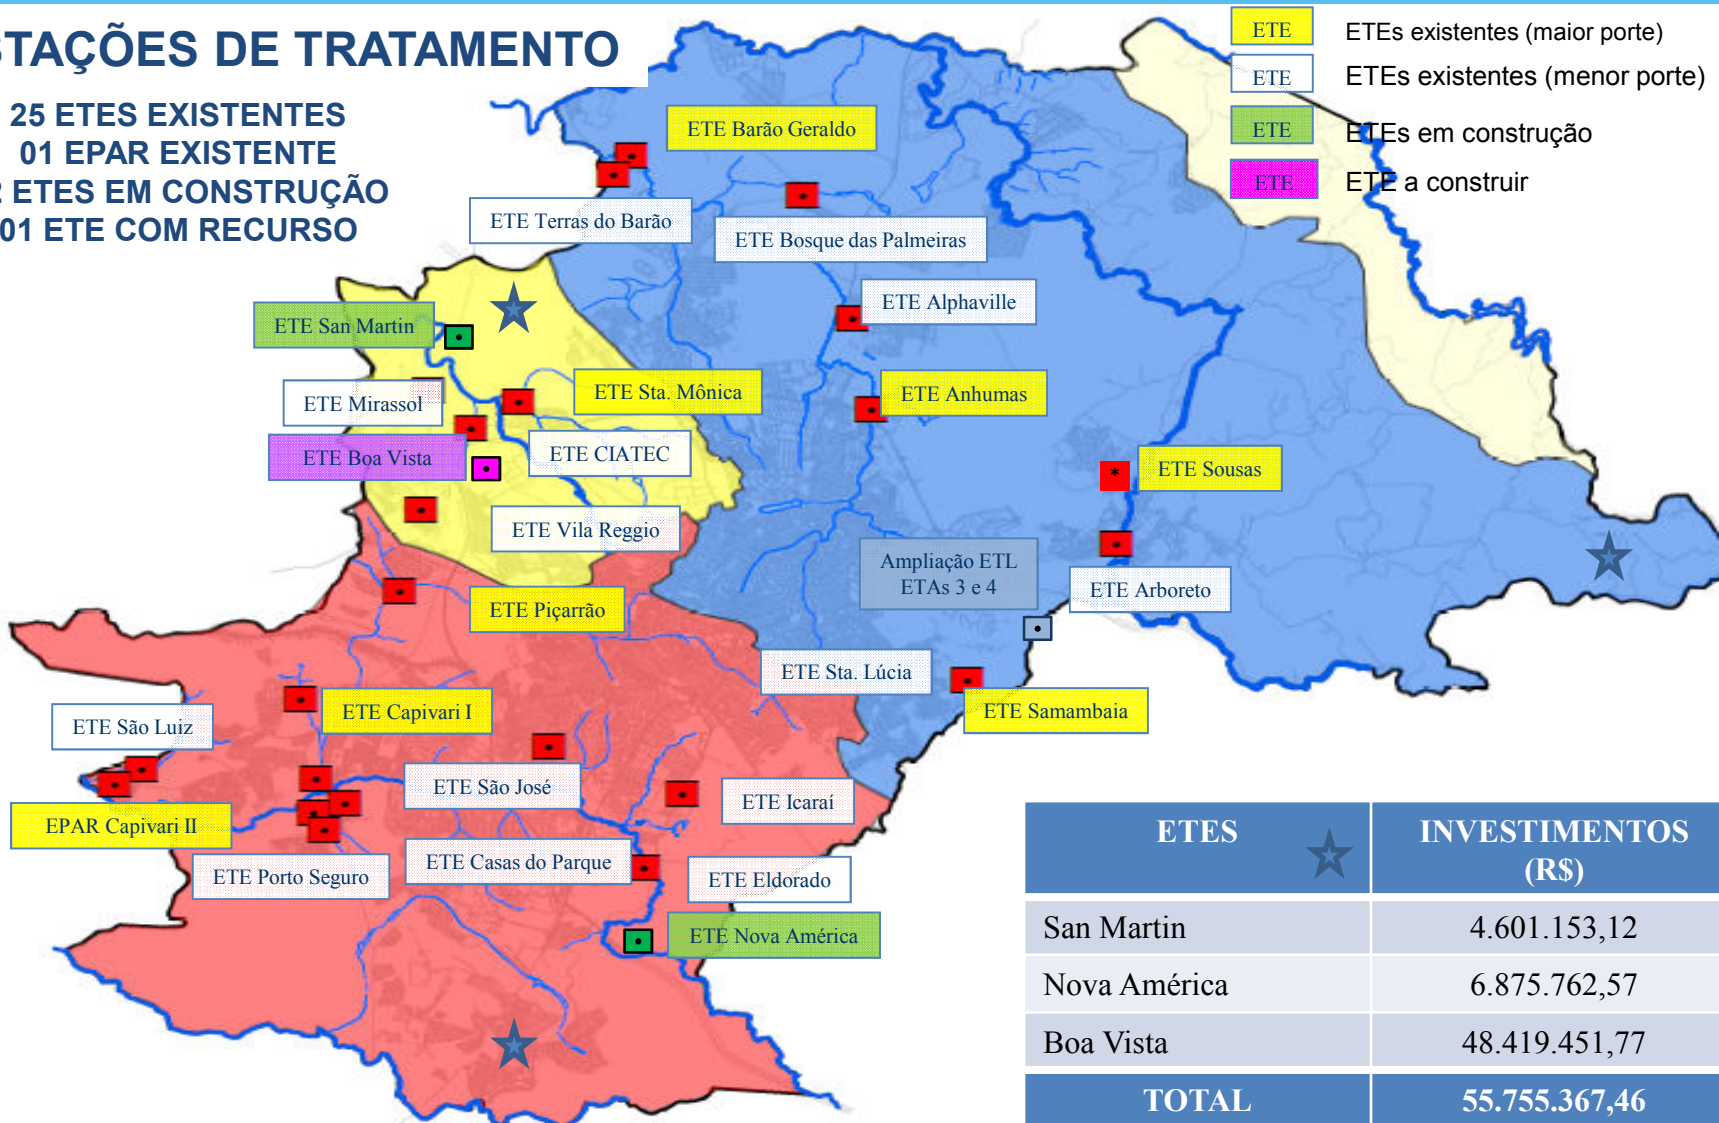 STAÇÕES DE TRATAMENTO
25 ETES EXISTENTES
01 EPAR EXISTENTE
2 ETES EM CONSTRUÇÃO
01 ETE COM RECURSO
ETE ETEs existentes (maior porte)
ETE ETEs existentes (menor porte)
ETE ETEs em construção
ETE ETE a construir
ETE Barão Geraldo
ETE Terras do Barão
ETE Bosque das Palmeiras
ETE Alphaville
ETE San Martin
ETE Sta. Mônica
ETE Anhumas
ETE Mirassol
ETE Boa Vista
ETE CIATEC
ETE Sousas
ETE Vila Reggio
Ampliação ETL
ETAs 3 e 4
ETE Arboreto
ETE Piçarrão
ETE Sta. Lúcia
ETE Samambaia
ETE Capivari I
ETE São Luiz
ETE São José
ETE Icaraí
EPAR Capivari II
ETE Casas do Parque
ETE Porto Seguro
ETE Eldorado
ETE Nova América
ETES INVESTIMENTOS
(R$)
San Martin 4.601.153,12
Nova América 6.875.762,57
Boa Vista 48.419.451,77
TOTAL 55.755.367,46